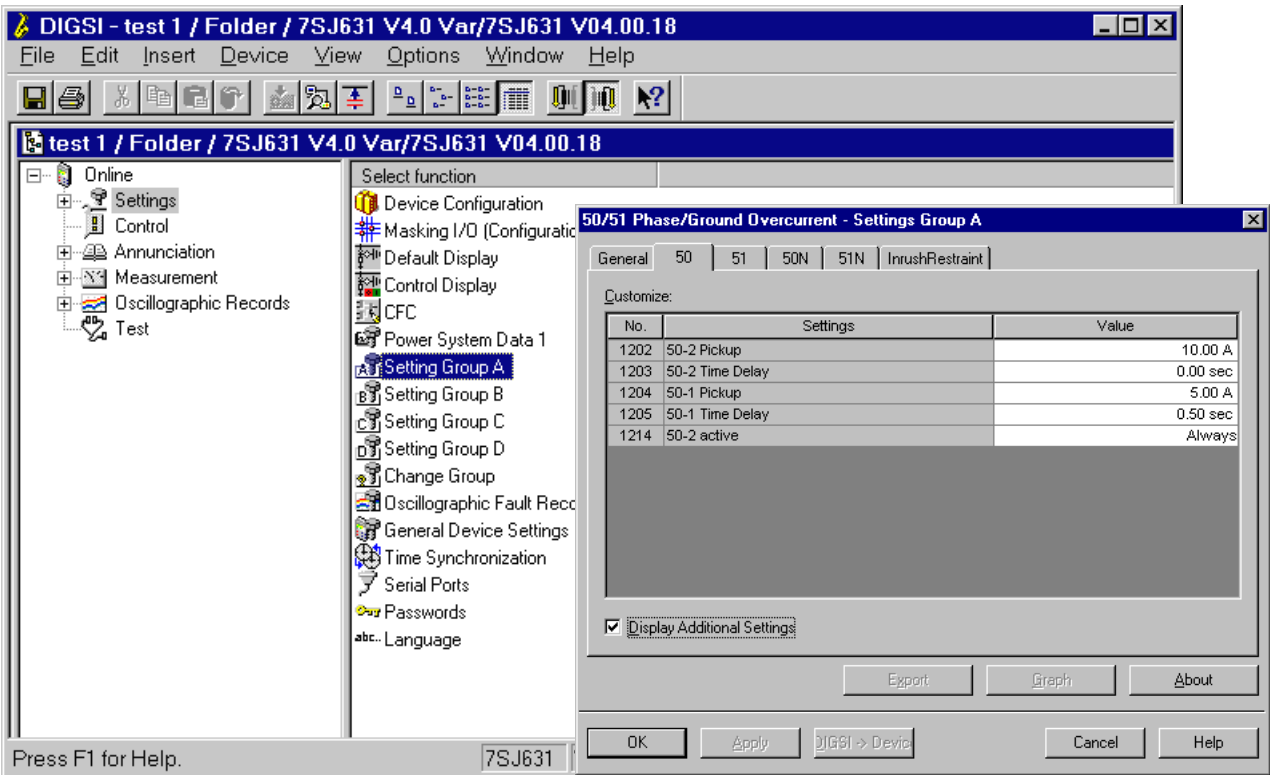 DIGSI - test 1 / Folder / 7SJ631 V4.0 Var/7SJ631 V04.00.18
File Edit Insert Device View Options Window Help
test 1 / Folder / 7SJ631 V4.0 Var/7SJ631 V04.00.18
Online
Settings
Control
Annunciation
Measurement
Oscillographic Records
Test
Select function
Device Configuration
Masking I/O (Configuratio
Default Display
Control Display
CFC
Power System Data 1
Setting Group A
Setting Group B
Setting Group C
Setting Group D
Change Group
Oscillographic Fault Reco
General Device Settings
Time Synchronization
Serial Ports
Passwords
abc.. Language
50/51 Phase/Ground Overcurrent - Settings Group A
General 50 51 50N 51N InrushRestraint
Customize:
No. Settings Value
1202 50-2 Pickup 10.00 A
1203 50-2 Time Delay 0.00 sec
1204 50-1 Pickup 5.00 A
1205 50-1 Time Delay 0.50 sec
1214 50-2 active Always
Display Additional Settings
Export Graph About
OK Apply DIGSI -> Devic Cancel Help
Press F1 for Help. 7SJ631